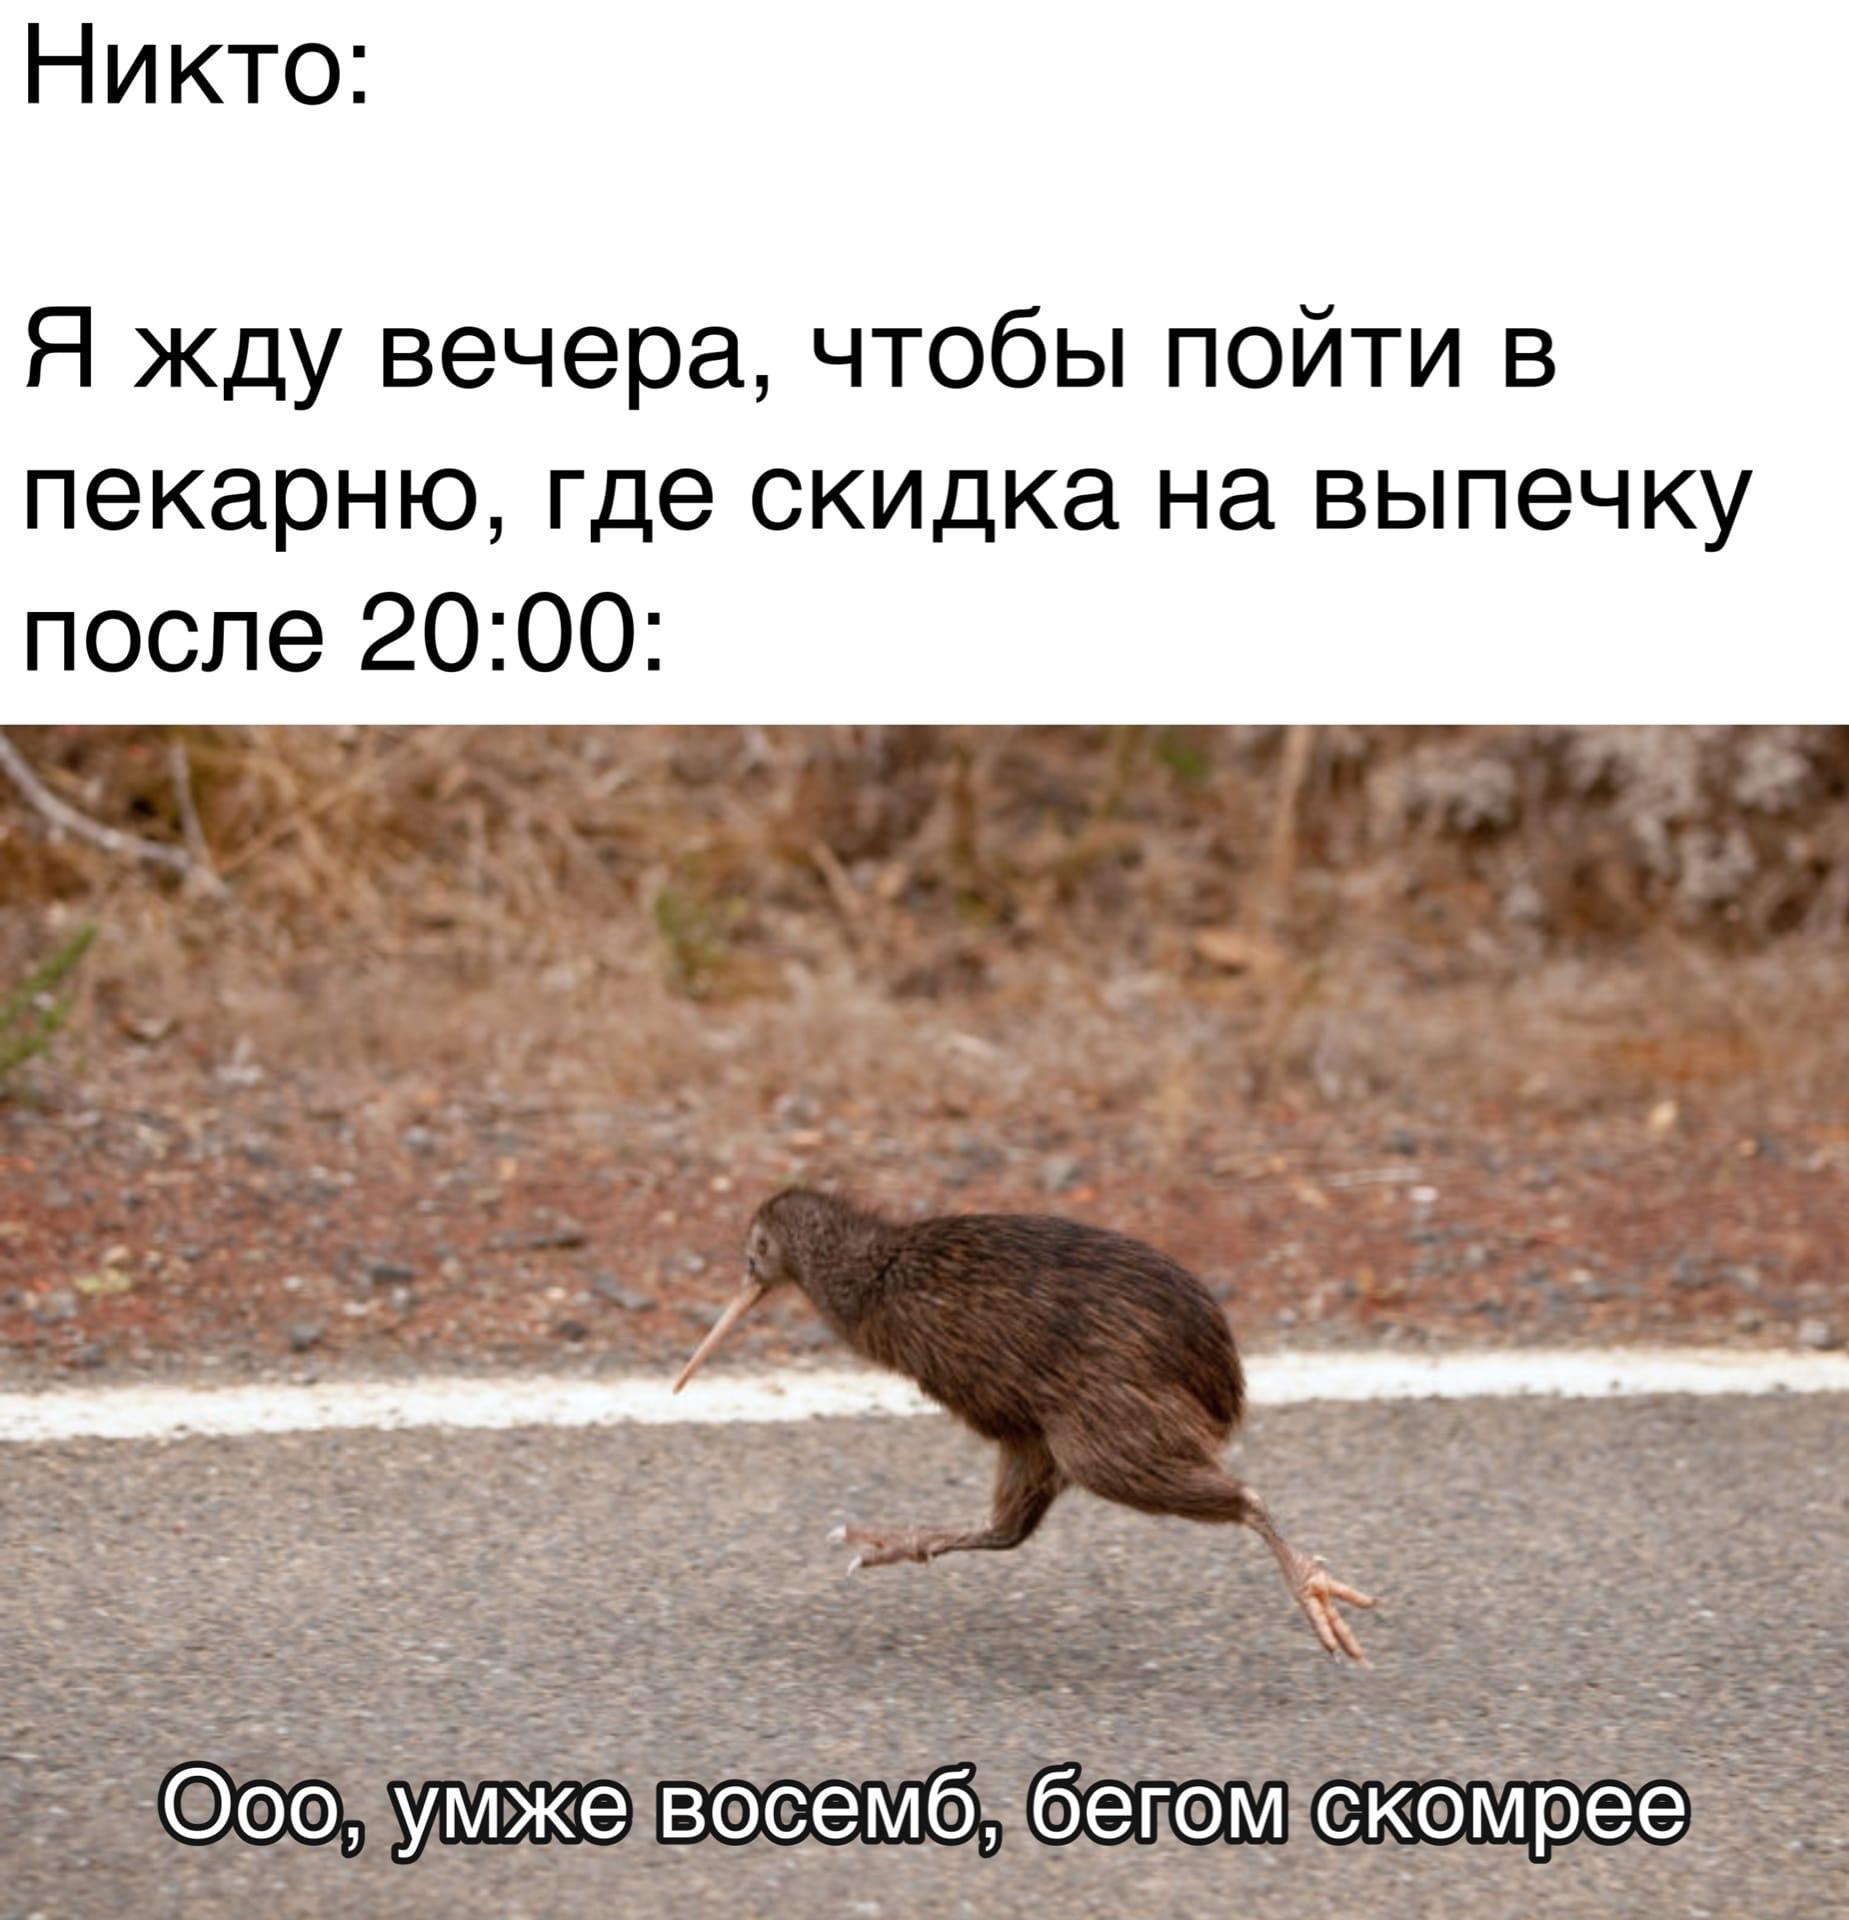 Никто:
Я жду вечера, чтобы пойти в
пекарню, где скидка на выпечку
после 20:00:
Ооо, умже восемб, бегом скомрее